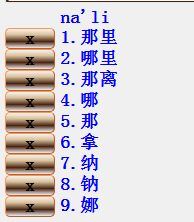 na'li
x 1.那里
x 2.哪里
x 3.那离
x 4.哪
x 5.那
x 6.拿
x 7.纳
x 8.钠
x 9.娜